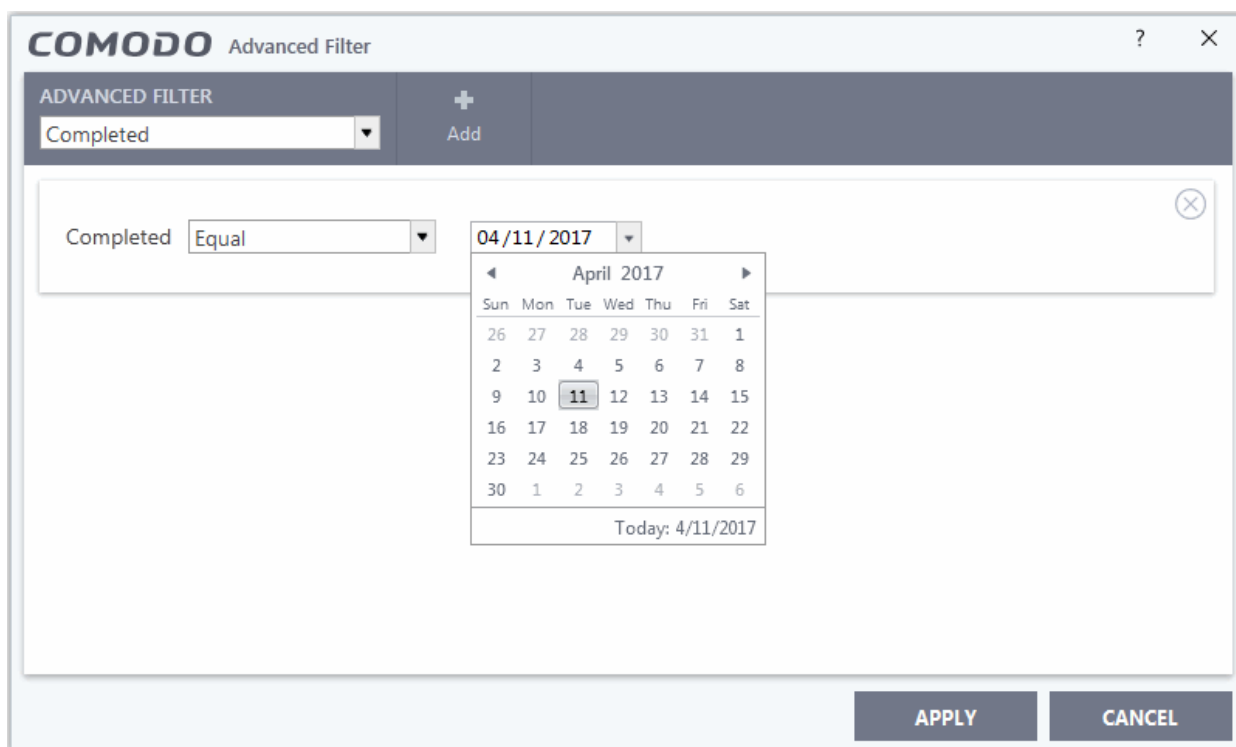 COMODO Advanced Filter ?
ADVANCED FILTER
Completed
Add
Completed Equal 04/11/2017
April 2017
Sun Mon Tue Wed Thu Fri Sat
26 27 28 29 30 31 1
2 3 4 5 6 7 8
9 10 11 12 13 14 15
16 17 18 19 20 21 22
23 24 25 26 27 28 29
30 1 2 3 4 5 6
Today: 4/11/2017
APPLY CANCEL